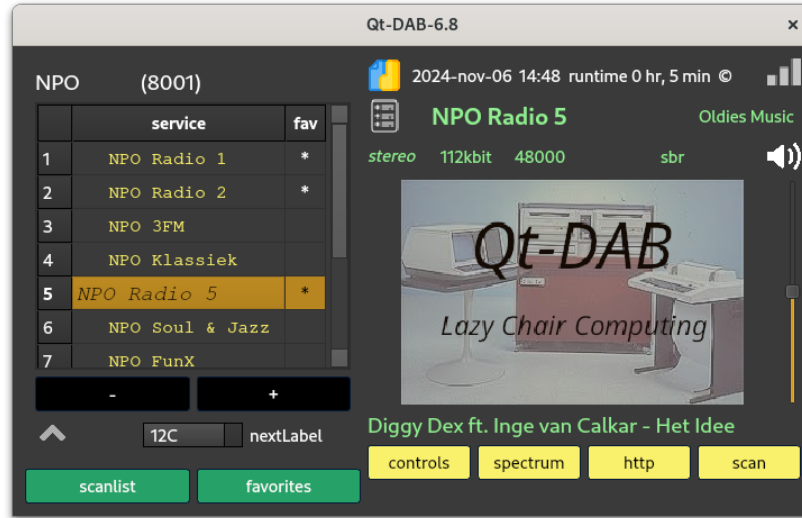 Qt-DAB-6.8
×
NPO (8001)
service fav
1 NPO Radio 1 *
2 NPO Radio 2 *
3 NPO 3FM
4 NPO Klassiek
5 NPO Radio 5 *
6 NPO Soul & Jazz
7 NPO FunX
- +
12C nextLabel
scanlist favorites
2024-nov-06 14:48 runtime 0 hr, 5 min ©
NPO Radio 5 Oldies Music
stereo 112kbit 48000 sbr
Qt-DAB
Lazy Chair Computing
Diggy Dex ft. Inge van Calkar - Het Idee
controls spectrum http scan